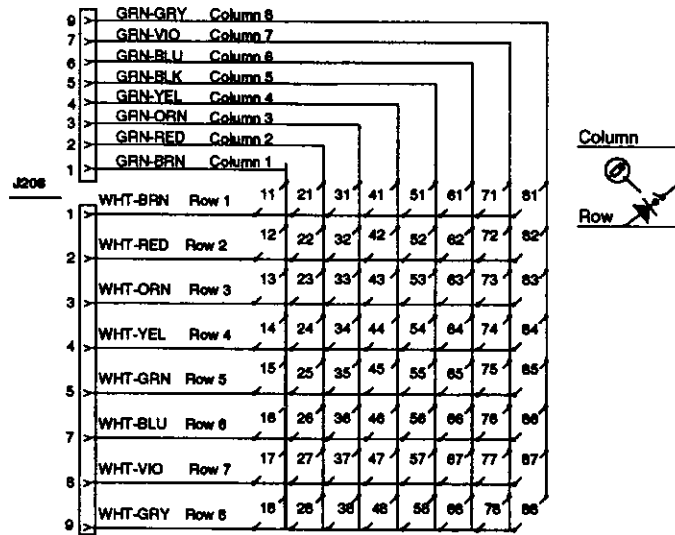 9 GRN-GRY Column 8
7 GRN-VIO Column 7
6 GRN-BLU Column 6
5 GRN-BLK Column 5
4 GRN-YEL Column 4
3 GRN-ORN Column 3
2 GRN-RED Column 2
1 GRN-BRN Column 1
Column
Row
1 WHT-BRN Row 1 11 21 31 41 51 61 71 81
2 WHT-RED Row 2 12 22 32 42 52 62 72 82
3 WHT-ORN Row 3 13 23 33 43 53 63 73 83
4 WHT-YEL Row 4 14 24 34 44 54 64 74 84
5 WHT-GRN Row 5 15 25 35 45 55 65 75 85
7 WHT-BLU Row 6 16 26 36 46 56 66 76 86
8 WHT-VIO Row 7 17 27 37 47 57 67 77 87
9 WHT-GRY Row 8 18 28 38 48 58 68 78 88